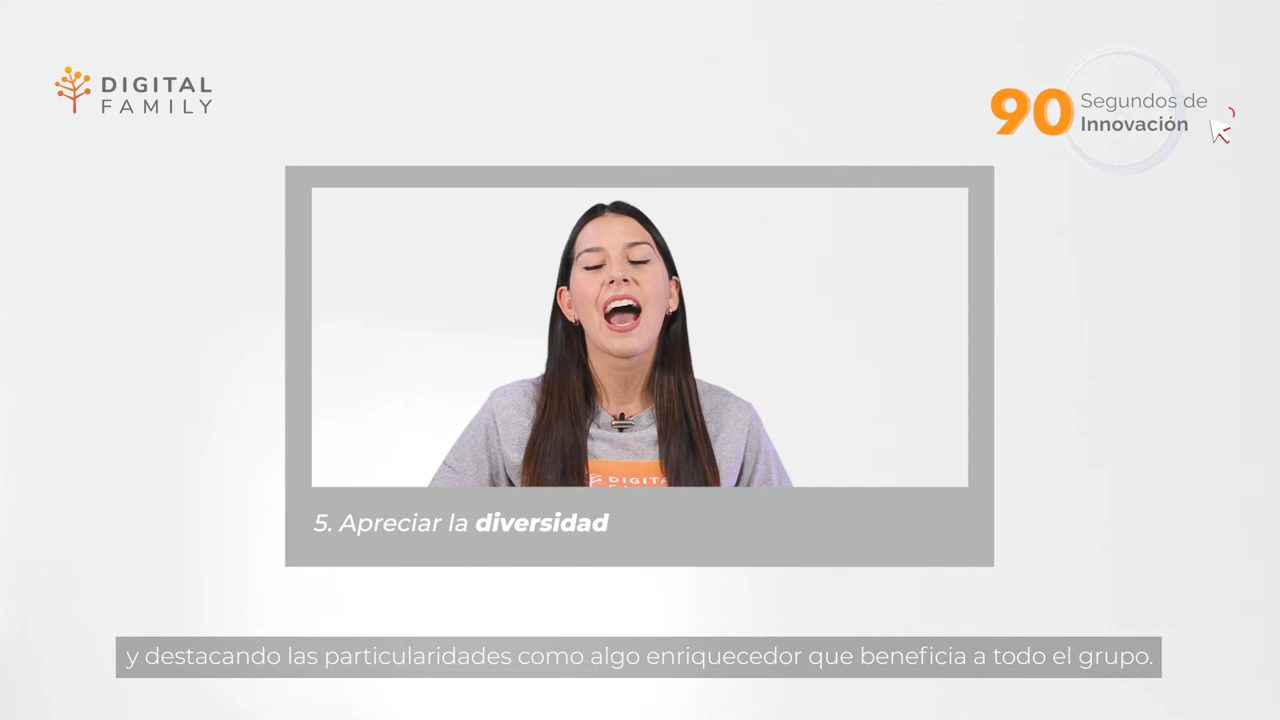 DIGITAL
FAMILY
90
Segundos de
Innovación
DIGITA
5. Apreciar la diversidad
y destacando las particularidades como algo enriquecedor que beneficia a todo el grupo.